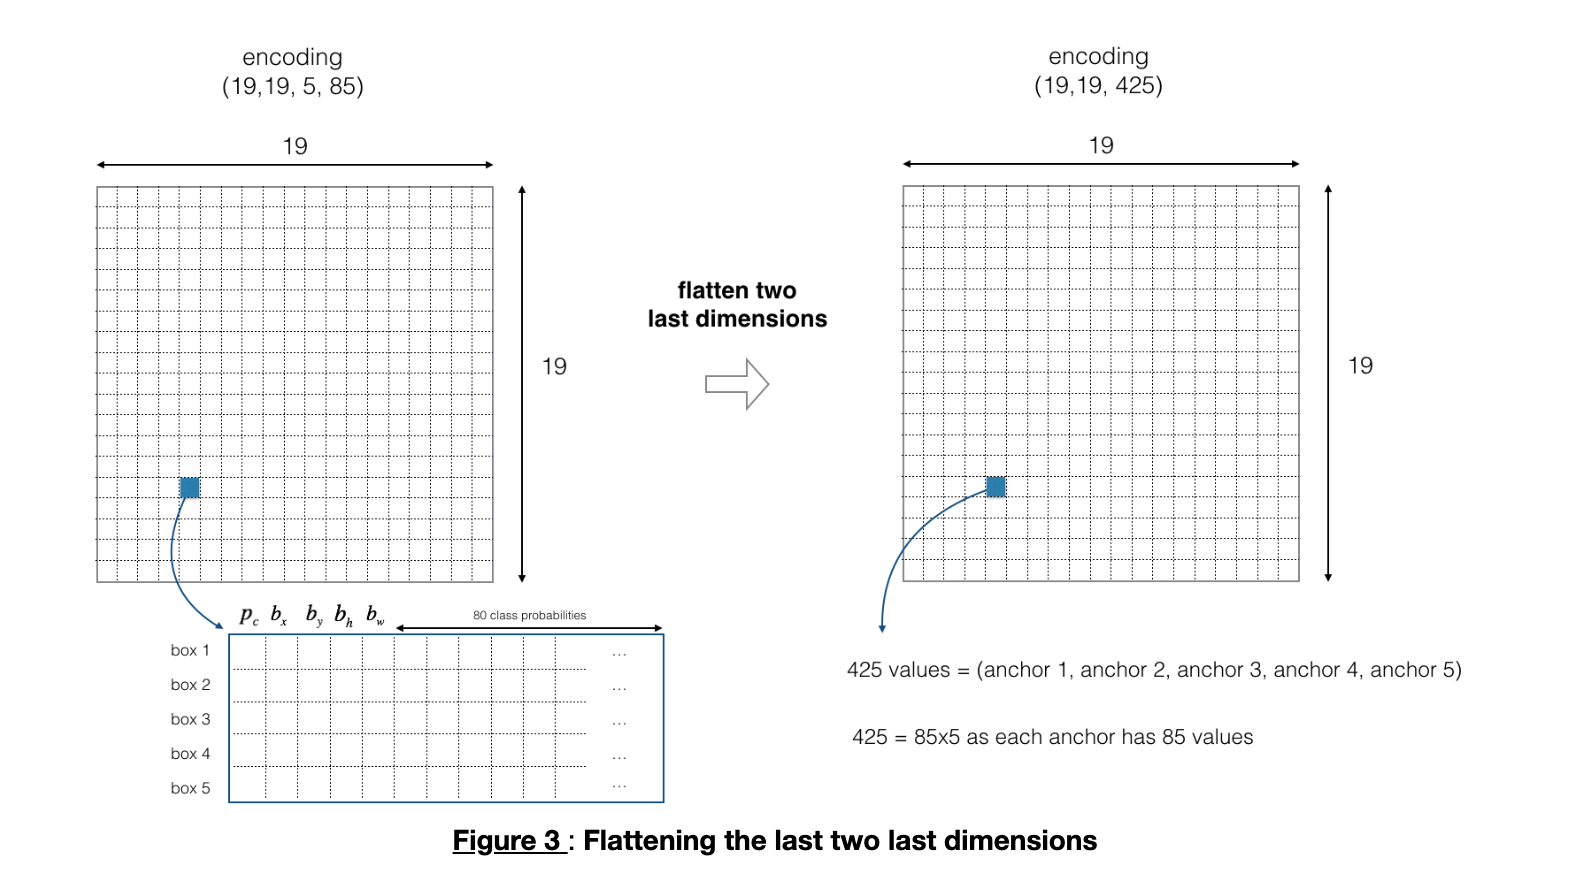 encoding
(19,19, 5, 85)
19
19
encoding
(19,19, 425)
19
19
flatten two
last dimensions
p_c b_x b_y b_h b_w
80 class probabilities
box 1 ...
box 2 ...
box 3 ...
box 4 ...
box 5 ...
425 values = (anchor 1, anchor 2, anchor 3, anchor 4, anchor 5)
425 = 85x5 as each anchor has 85 values
Figure 3 : Flattening the last two last dimensions